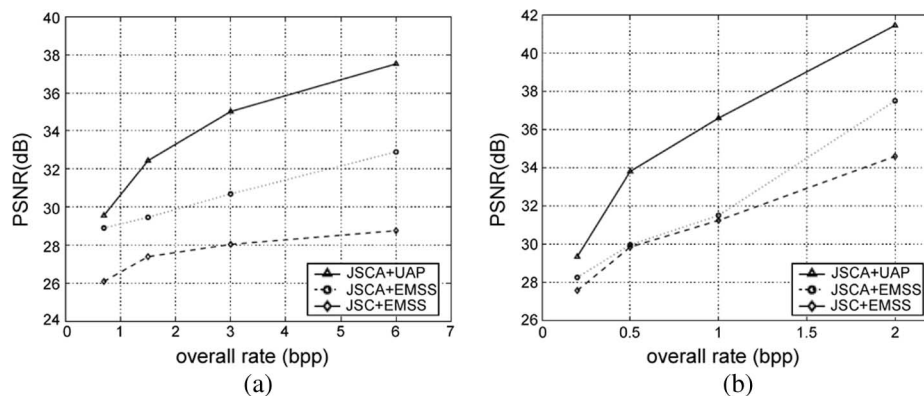 40
38
36
34
32
30
28
26
24
PSNR(dB)
0 1 2 3 4 5 6 7
overall rate (bpp)
JSCA+UAP
JSCA+EMSS
JSC+EMSS
(a)
42
40
38
36
34
32
30
28
26
PSNR(dB)
0 0.5 1 1.5 2
overall rate (bpp)
JSCA+UAP
JSCA+EMSS
JSC+EMSS
(b)